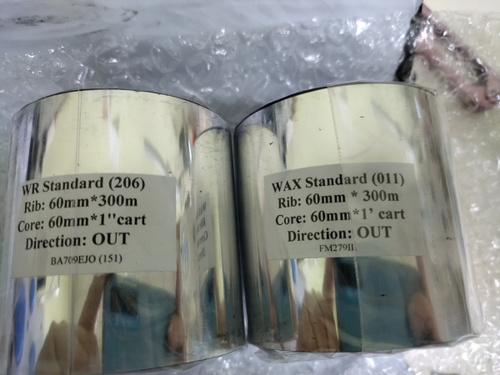 WR Standard (206)
Rib: 60mm*300m
Core: 60mm*1"cart
Direction: OUT
BA709EJO (151)
WAX Standard (011)
Rib: 60mm * 300m
Core: 60mm*1' cart
Direction: OUT